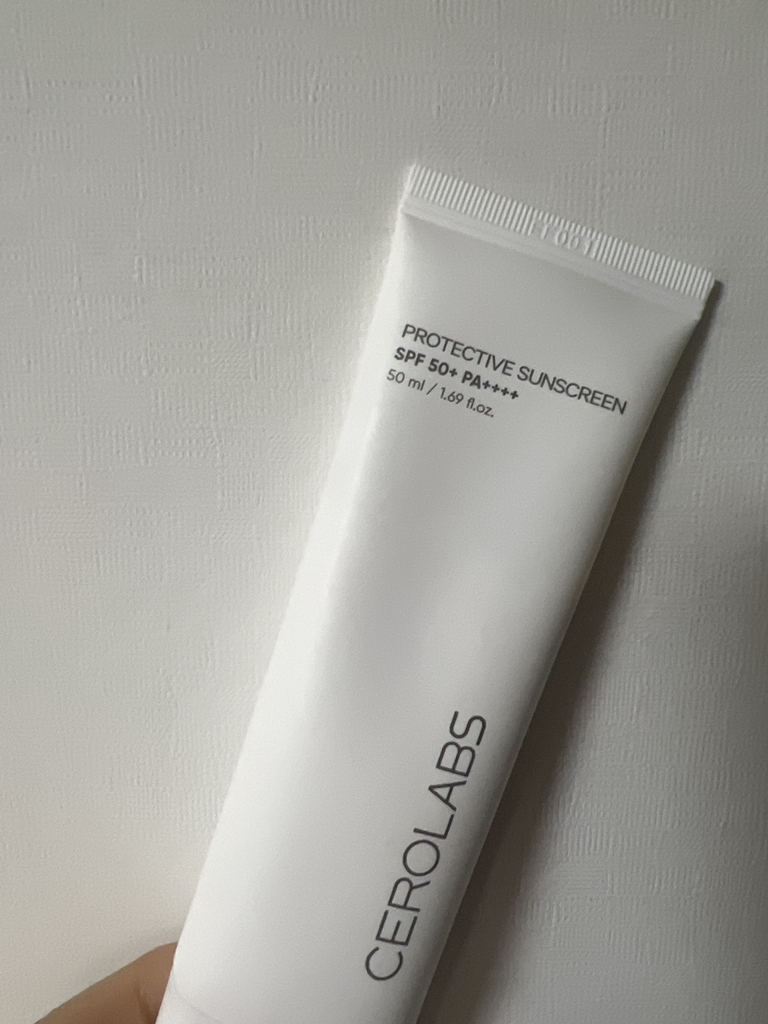 PROTECTIVE SUNSCREEN
SPF 50+ PA++++
50 ml / 1.69 fl.oz.
CEROLABS